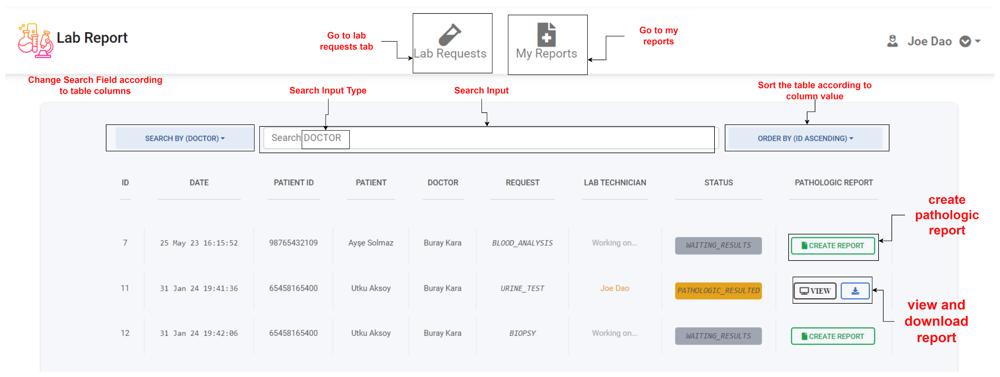 Lab Report
Go to lab
requests tab
Lab Requests
My Reports
Go to my
reports
Joe Dao
Change Search Field according
to table columns
Search Input Type
Search Input
Sort the table according to
column value
SEARCH BY (DOCTOR)
Search DOCTOR
ORDER BY (ID ASCENDING)
ID DATE PATIENT ID PATIENT DOCTOR REQUEST LAB TECHNICIAN STATUS PATHOLOGIC REPORT
create
pathologic
report
7 25 May 23 16:15:52 98765432109 Ayşe Solmaz Buray Kara BLOOD_ANALYSIS Working on... WAITING_RESULTS CREATE REPORT
11 31 Jan 24 19:41:36 65458165400 Utku Aksoy Buray Kara URINE_TEST Joe Dao PATHOLOGIC_RESULTED VIEW
view and
download
report
12 31 Jan 24 19:42:06 65458165400 Utku Aksoy Buray Kara BIOPSY Working on... WAITING_RESULTS CREATE REPORT